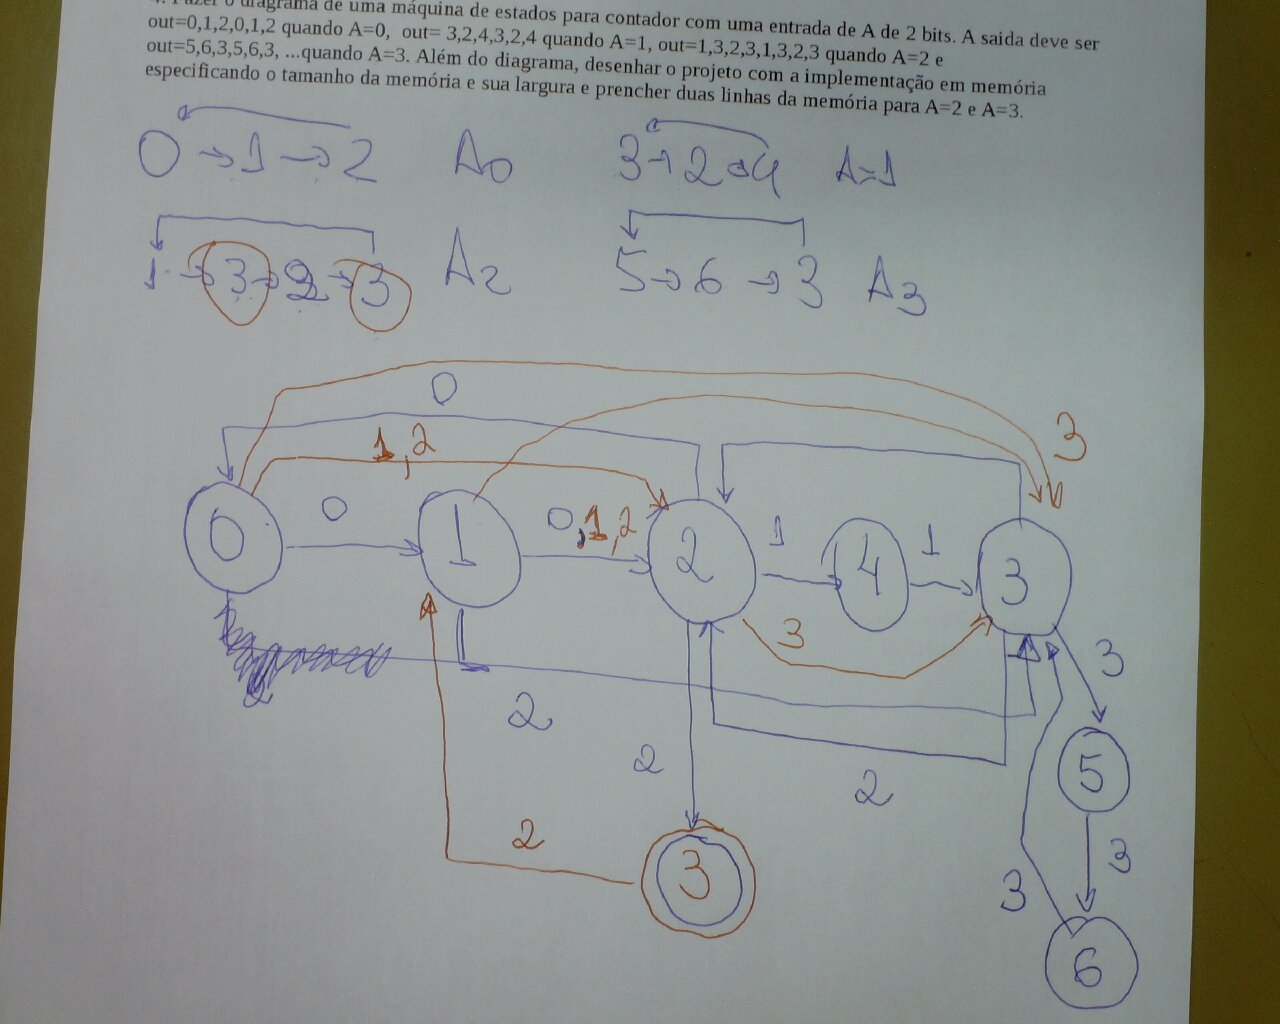 4. Fazer o diagrama de uma máquina de estados para contador com uma entrada de A de 2 bits. A saida deve ser
out=0,1,2,0,1,2 quando A=0, out= 3,2,4,3,2,4 quando A=1, out=1,3,2,3,1,3,2,3 quando A=2 e
out=5,6,3,5,6,3, ...quando A=3. Além do diagrama, desenhar o projeto com a implementação em memória
especificando o tamanho da memória e sua largura e prencher duas linhas da memória para A=2 e A=3.
0 → 1 → 2 A0
3 → 2 → 4 A=1
1 → 3 → 2 → 3 A2
5 → 6 → 3 A3
0
3
1,2
0
0,1,2
1
1
0
1
2
4
3
3
3
2
2
2
5
2
3
3
3
6